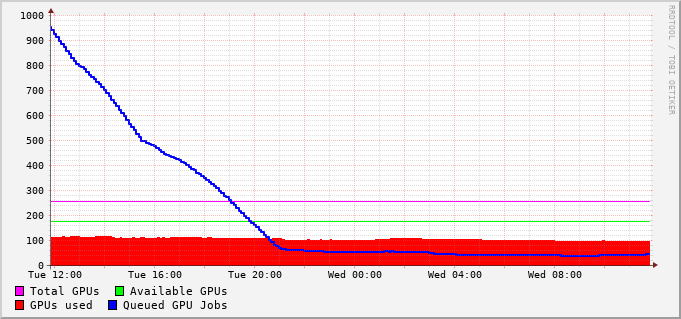 1000
900
800
700
600
500
400
300
200
100
0
Tue 12:00 Tue 16:00 Tue 20:00 Wed 00:00 Wed 04:00 Wed 08:00
Total GPUs Available GPUs
GPUs used Queued GPU Jobs
RRDTOOL / TOBI OETIKER